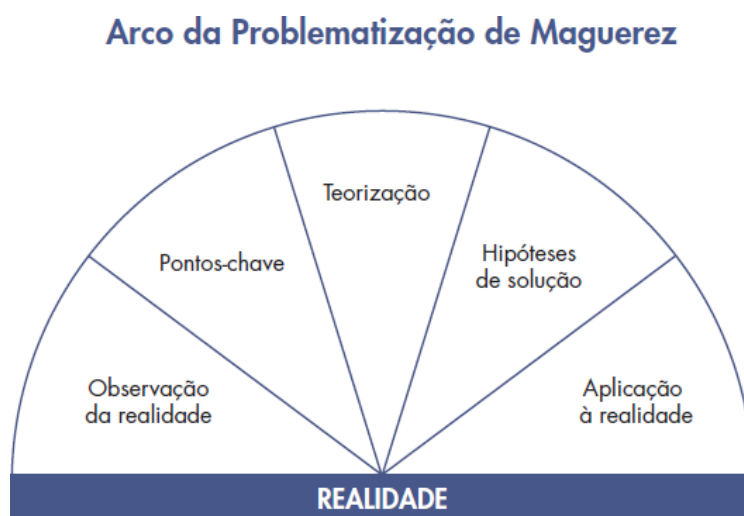 Arco da Problematização de Maguerez
Teorização
Pontos-chave
Hipóteses
de solução
Observação
da realidade
Aplicação
à realidade
REALIDADE